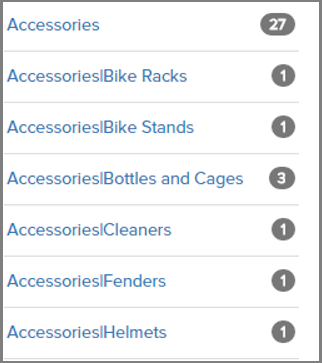 Accessories 27
Accessories|Bike Racks 1
Accessories|Bike Stands 1
Accessories|Bottles and Cages 3
Accessories|Cleaners 1
Accessories|Fenders 1
Accessories|Helmets 1